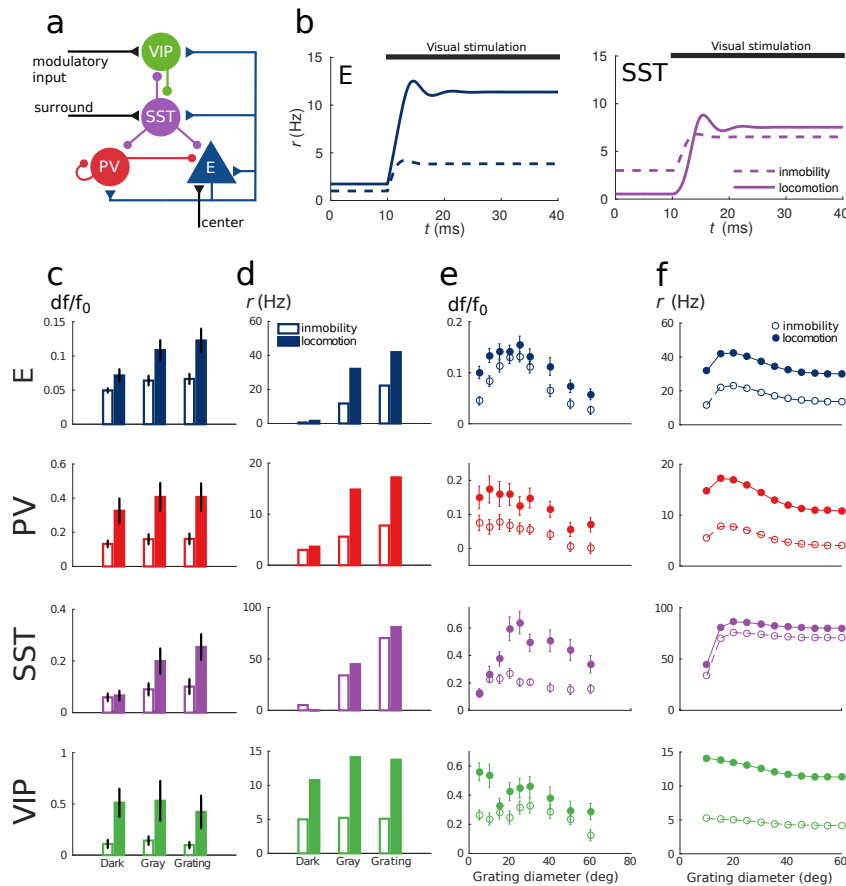 a
VIP
modulatory
input
surround
SST
PV
E
center
b
Visual stimulation
E
r (Hz)
15
10
5
0
0 10 20 30 40
t (ms)
Visual stimulation
SST
15
10
5
0
inmobility
locomotion
0 10 20 30 40
t (ms)
c
d
e
f
df/f0
r (Hz)
df/f0
r (Hz)
E
0.15
0.1
0.05
0
60
40
20
0
inmobility
locomotion
0.2
0.1
0
60
40
20
0
inmobility
locomotion
PV
0.6
0.4
0.2
0
20
10
0
0.2
0.1
0
20
10
0
SST
0.4
0.2
0
100
50
0
0.6
0.4
0.2
0
100
50
0
VIP
1
0.5
0
Dark Gray Grating
15
10
5
0
Dark Gray Grating
0.6
0.4
0.2
0
0 20 40 60 80
Grating diameter (deg)
15
10
5
0
0 20 40 60
Grating diameter (deg)